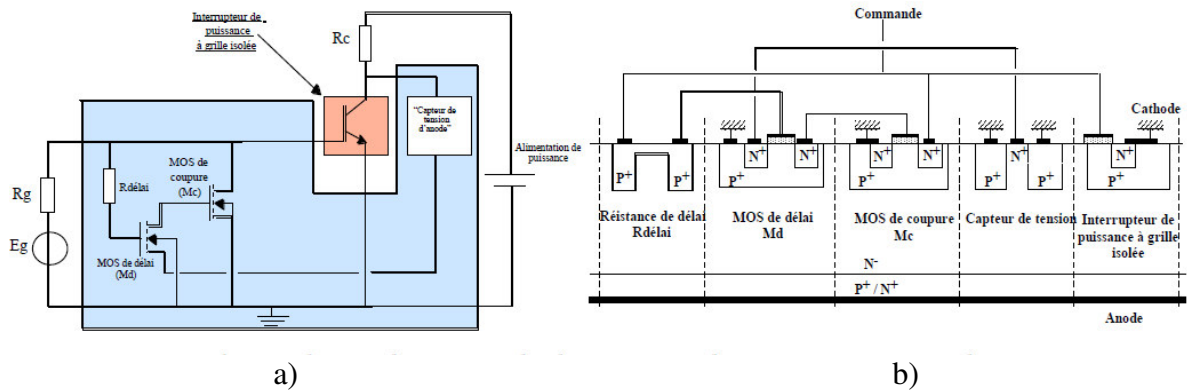 Interrupteur de
puissance
à grille isolée
Rc
"Capteur de
tension
d'anode"
Alimentation de
puissance
MOS de
coupure
(Mc)
Rdélai
Rg
Eg
MOS de délai
(Md)
a)
Commande
Cathode
N+
N+
N+
N+
N+
N+
P+
P+
P+
P+
P+
P+
P+
Réistance de délai
Rdélai
MOS de délai
Md
MOS de coupure
Mc
Capteur de tension
Interrupteur de
puissance à grille
isolée
N-
P+ / N+
Anode
b)